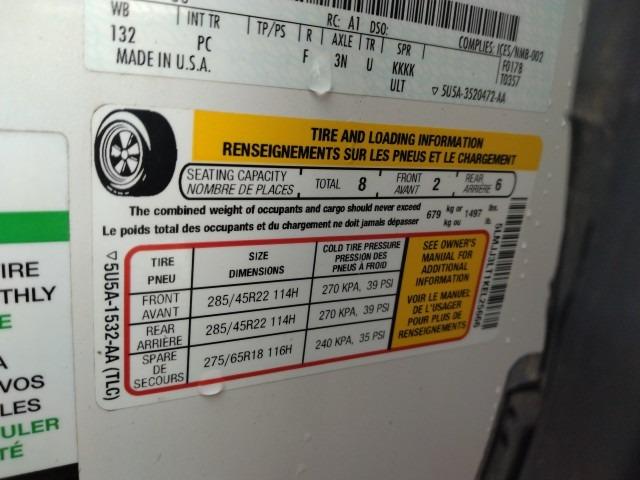 RC: A1 DSO:
WB INT TR TP/PS R AXLE TR SPR COMPLIES: ICES/NMB-002
132 PC F 3N U KKKK F0178
MADE IN U.S.A. ULT T0357
5U5A-3520472-AA
TIRE AND LOADING INFORMATION
RENSEIGNEMENTS SUR LES PNEUS ET LE CHARGEMENT
SEATING CAPACITY
NOMBRE DE PLACES TOTAL 8 FRONT AVANT 2 REAR ARRIÈRE 6
The combined weight of occupants and cargo should never exceed 679 kg or 1497 lbs.
Le poids total des occupants et du chargement ne doit jamais dépasser kg ou lb.
TIRE SIZE COLD TIRE PRESSURE
PNEU DIMENSIONS PRESSION DES
PNEUS À FROID
FRONT
AVANT 285/45R22 114H 270 KPA, 39 PSI
REAR
ARRIÈRE 285/45R22 114H 270 KPA, 39 PSI
SPARE
DE SECOURS 275/65R18 116H 240 KPA, 35 PSI
SEE OWNER'S
MANUAL FOR
ADDITIONAL
INFORMATION
VOIR LE MANUEL
DE L'USAGER
POUR PLUS DE
RENSEIGNEMENTS
5U5A-1532-AA (TLC)
IRE
THLY
E
A
VOS
LES
ULER
TÉ